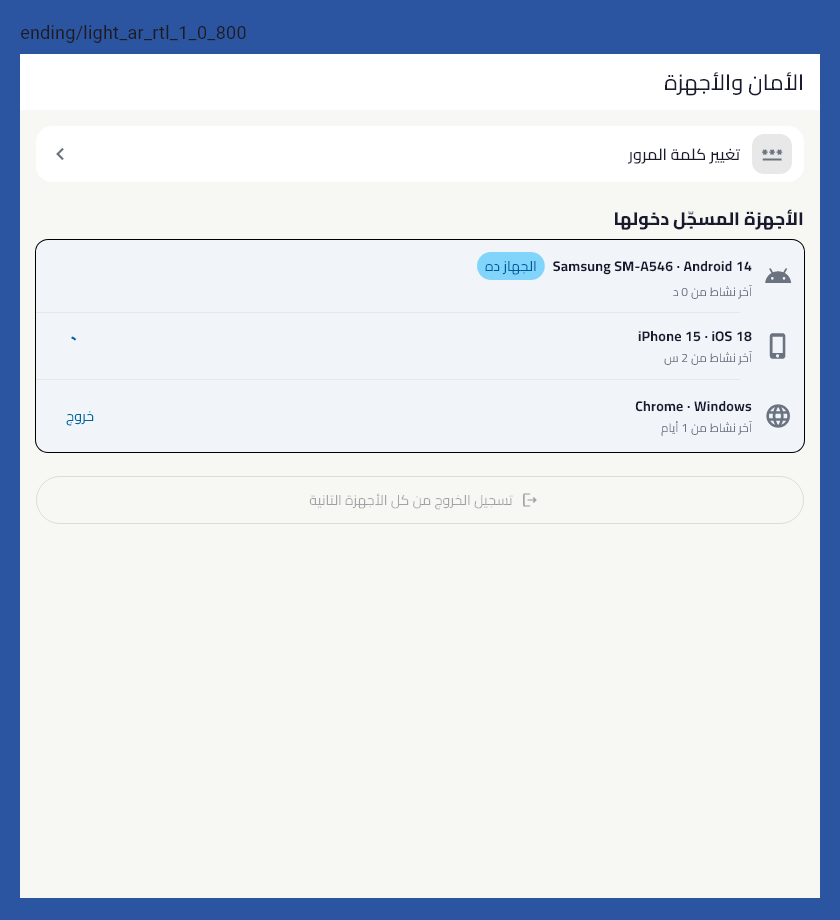 ending/light_ar_rtl_1_0_800
الأمان والأجهزة
تغيير كلمة المرور
الأجهزة المسجّل دخولها
Samsung SM-A546 · Android 14 الجهاز ده
آخر نشاط من 0 د
iPhone 15 · iOS 18
آخر نشاط من 2 س
Chrome · Windows
آخر نشاط من 1 أيام
خروج
تسجيل الخروج من كل الأجهزة التانية